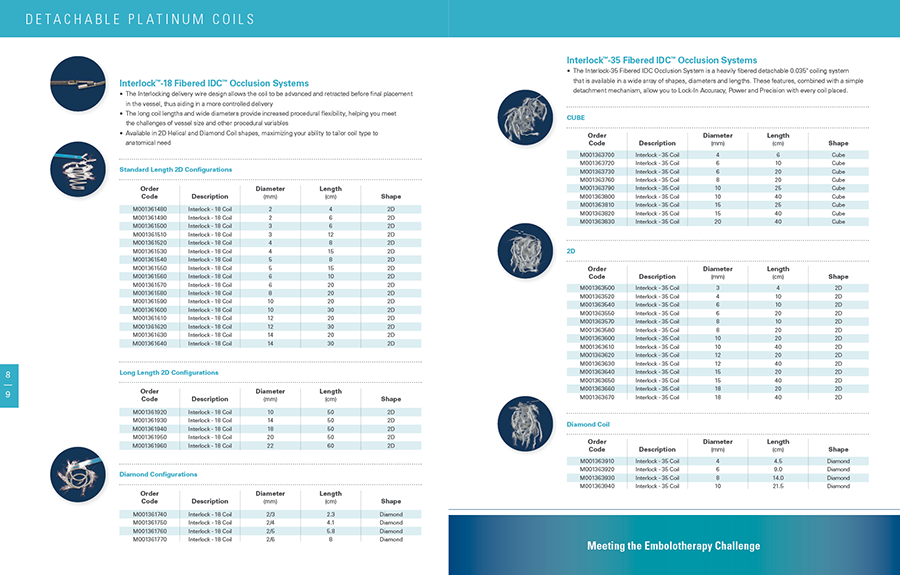 DETACHABLE PLATINUM COILS
Interlock™-18 Fibered IDC™ Occlusion Systems
• The Interlocking delivery wire design allows the coil to be advanced and retracted before final placement
in the vessel, thus aiding in a more controlled delivery
• The long coil lengths and wide diameters provide increased procedural flexibility, helping you meet
the challenges of vessel size and other procedural variables
• Available in 2D Helical and Diamond Coil shapes, maximizing your ability to tailor coil type to
anatomical need
Standard Length 2D Configurations
Order Code Description Diameter (mm) Length (cm) Shape
M001361480 Interlock - 18 Coil 2 4 2D
M001361490 Interlock - 18 Coil 2 6 2D
M001361500 Interlock - 18 Coil 3 6 2D
M001361510 Interlock - 18 Coil 3 12 2D
M001361520 Interlock - 18 Coil 4 8 2D
M001361530 Interlock - 18 Coil 4 15 2D
M001361540 Interlock - 18 Coil 5 8 2D
M001361550 Interlock - 18 Coil 5 15 2D
M001361560 Interlock - 18 Coil 6 10 2D
M001361570 Interlock - 18 Coil 6 20 2D
M001361580 Interlock - 18 Coil 8 20 2D
M001361590 Interlock - 18 Coil 10 20 2D
M001361600 Interlock - 18 Coil 10 30 2D
M001361610 Interlock - 18 Coil 12 20 2D
M001361620 Interlock - 18 Coil 12 30 2D
M001361630 Interlock - 18 Coil 14 20 2D
M001361640 Interlock - 18 Coil 14 30 2D
8
9
Long Length 2D Configurations
Order Code Description Diameter (mm) Length (cm) Shape
M001361920 Interlock - 18 Coil 10 50 2D
M001361930 Interlock - 18 Coil 14 50 2D
M001361940 Interlock - 18 Coil 18 50 2D
M001361950 Interlock - 18 Coil 20 50 2D
M001361960 Interlock - 18 Coil 22 60 2D
Diamond Configurations
Order Code Description Diameter (mm) Length (cm) Shape
M001361740 Interlock - 18 Coil 2/3 2.3 Diamond
M001361750 Interlock - 18 Coil 2/4 4.1 Diamond
M001361760 Interlock - 18 Coil 2/5 5.8 Diamond
M001361770 Interlock - 18 Coil 2/6 8 Diamond
Interlock™-35 Fibered IDC™ Occlusion Systems
• The Interlock-35 Fibered IDC Occlusion System is a heavily fibered detachable 0.035" coiling system
that is available in a wide array of shapes, diameters and lengths. These features, combined with a simple
detachment mechanism, allow you to Lock-In Accuracy, Power and Precision with every coil placed.
CUBE
Order Code Description Diameter (mm) Length (cm) Shape
M001363700 Interlock - 35 Coil 4 6 Cube
M001363720 Interlock - 35 Coil 6 10 Cube
M001363730 Interlock - 35 Coil 6 20 Cube
M001363760 Interlock - 35 Coil 8 20 Cube
M001363790 Interlock - 35 Coil 10 25 Cube
M001363800 Interlock - 35 Coil 10 40 Cube
M001363810 Interlock - 35 Coil 15 25 Cube
M001363820 Interlock - 35 Coil 15 40 Cube
M001363830 Interlock - 35 Coil 20 40 Cube
2D
Order Code Description Diameter (mm) Length (cm) Shape
M001363500 Interlock - 35 Coil 3 4 2D
M001363520 Interlock - 35 Coil 4 10 2D
M001363540 Interlock - 35 Coil 6 10 2D
M001363550 Interlock - 35 Coil 6 20 2D
M001363570 Interlock - 35 Coil 8 10 2D
M001363580 Interlock - 35 Coil 8 20 2D
M001363600 Interlock - 35 Coil 10 20 2D
M001363610 Interlock - 35 Coil 10 40 2D
M001363620 Interlock - 35 Coil 12 20 2D
M001363630 Interlock - 35 Coil 12 40 2D
M001363640 Interlock - 35 Coil 15 20 2D
M001363650 Interlock - 35 Coil 15 40 2D
M001363660 Interlock - 35 Coil 18 20 2D
M001363670 Interlock - 35 Coil 18 40 2D
Diamond Coil
Order Code Description Diameter (mm) Length (cm) Shape
M001363910 Interlock - 35 Coil 4 4.5 Diamond
M001363920 Interlock - 35 Coil 6 9.0 Diamond
M001363930 Interlock - 35 Coil 8 14.0 Diamond
M001363940 Interlock - 35 Coil 10 21.5 Diamond
Meeting the Embolotherapy Challenge